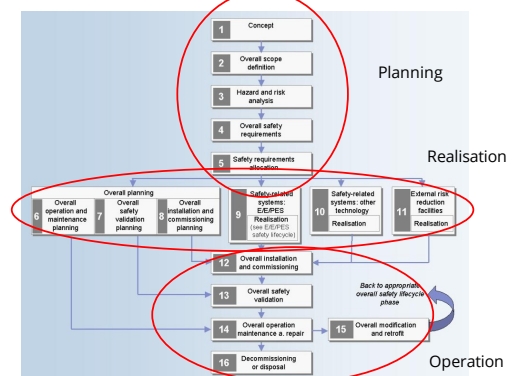 1 Concept
2 Overall scope
definition
Planning
3 Hazard and risk
analysis
4 Overall safety
requirements
5 Safety requirements
allocation
Realisation
Overall planning
6 Overall
operation and
maintenance
planning
7 Overall
safety
validation
planning
8 Overall
installation and
commissioning
planning
9 Safety-related
systems:
E/E/PES
Realisation
(see E/E/PES
safety lifecycle)
10 Safety-related
systems: other
technology
Realisation
11 External risk
reduction
facilities
Realisation
12 Overall installation
and commissioning
13 Overall safety
validation
Back to appropriate
overall safety lifecycle
phase
14 Overall operation
maintenance a. repair
15 Overall modification
and retrofit
16 Decommissioning
or disposal
Operation